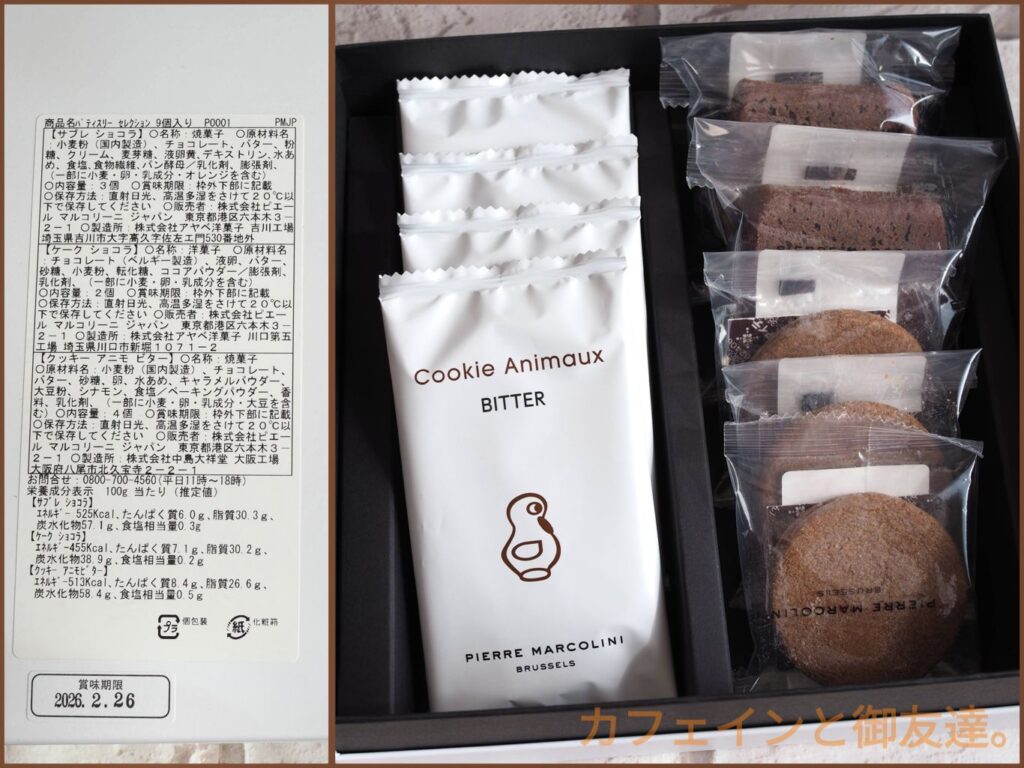 商品名ﾊﾟﾃｨｽﾘｰ ｾﾚｸｼｮﾝ 9個入り P0001 PMJP
【サブレ ショコラ】○名称：焼菓子 ○原材料名
：小麦粉（国内製造）、チョコレート、バター、粉
糖、クリーム、麦芽糖、液卵黄、デキストリン、水あ
め、食塩、食物繊維、パン酵母／乳化剤、膨張剤、
（一部に小麦・卵・乳成分・オレンジを含む）
○内容量：３個 ○賞味期限：枠外下部に記載
○保存方法：直射日光、高温多湿をさけて２０℃以
下で保存してください ○販売者：株式会社ピエー
ル マルコリーニ ジャパン 東京都港区六本木３－
２－１ ○製造所：株式会社アヤベ洋菓子 吉川工場
埼玉県吉川市大字高久字佐左エ門530番地外
【ケーク ショコラ】○名称：洋菓子 ○原材料名
：チョコレート（ベルギー製造）、液卵、バター、
砂糖、小麦粉、転化糖、ココアパウダー／膨張剤、
乳化剤、（一部に小麦・卵・乳成分を含む）
○内容量：２個 ○賞味期限：枠外下部に記載
○保存方法：直射日光、高温多湿をさけて２０℃以
下で保存してください ○販売者：株式会社ピエー
ル マルコリーニ ジャパン 東京都港区六本木３－
２－１ ○製造所：株式会社アヤベ洋菓子 川口第五
工場 埼玉県川口市新堀１０７１－２
【クッキー アニモ ビター】○名称：焼菓子
○原材料名：小麦粉（国内製造）、チョコレート、
バター、砂糖、卵、水あめ、キャラメルパウダー、
大豆粉、シナモン、食塩／ベーキングパウダー、香
料、乳化剤、（一部に小麦・卵・乳成分・大豆を含
む）○内容量：４個 ○賞味期限：枠外下部に記載
○保存方法：直射日光、高温多湿をさけて２０℃以
下で保存してください ○販売者：株式会社ピエー
ル マルコリーニ ジャパン 東京都港区六本木３－
２－１ ○製造所：株式会社中島大祥堂 大阪工場
大阪府八尾市北久宝寺２－２－１
お問合せ：0800-700-4560(平日11時～18時)
栄養成分表示 100g 当たり（推定値）
【ｻﾌﾞﾚ ｼｮｺﾗ】
ｴﾈﾙｷﾞｰ 525Kcal、たんぱく質6.0ｇ、脂質30.3ｇ、
炭水化物57.1ｇ、食塩相当量0.3g
【ｹｰｸ ｼｮｺﾗ】
ｴﾈﾙｷﾞｰ455Kcal、たんぱく質7.1ｇ、脂質30.2ｇ、
炭水化物38.9ｇ、食塩相当量0.2ｇ
【ｸｯｷｰ ｱﾆﾓﾋﾞﾀｰ】
ｴﾈﾙｷﾞｰ513Kcal、たんぱく質8.4ｇ、脂質26.6ｇ、
炭水化物58.4ｇ、食塩相当量0.5ｇ
プラ 個包装 紙 化粧箱
賞味期限
2026.2.26
Cookie Animaux
BITTER
PIERRE MARCOLINI
BRUSSELS
PIERRE MARCOLINI
BRUSSELS
カフェインと御友達。